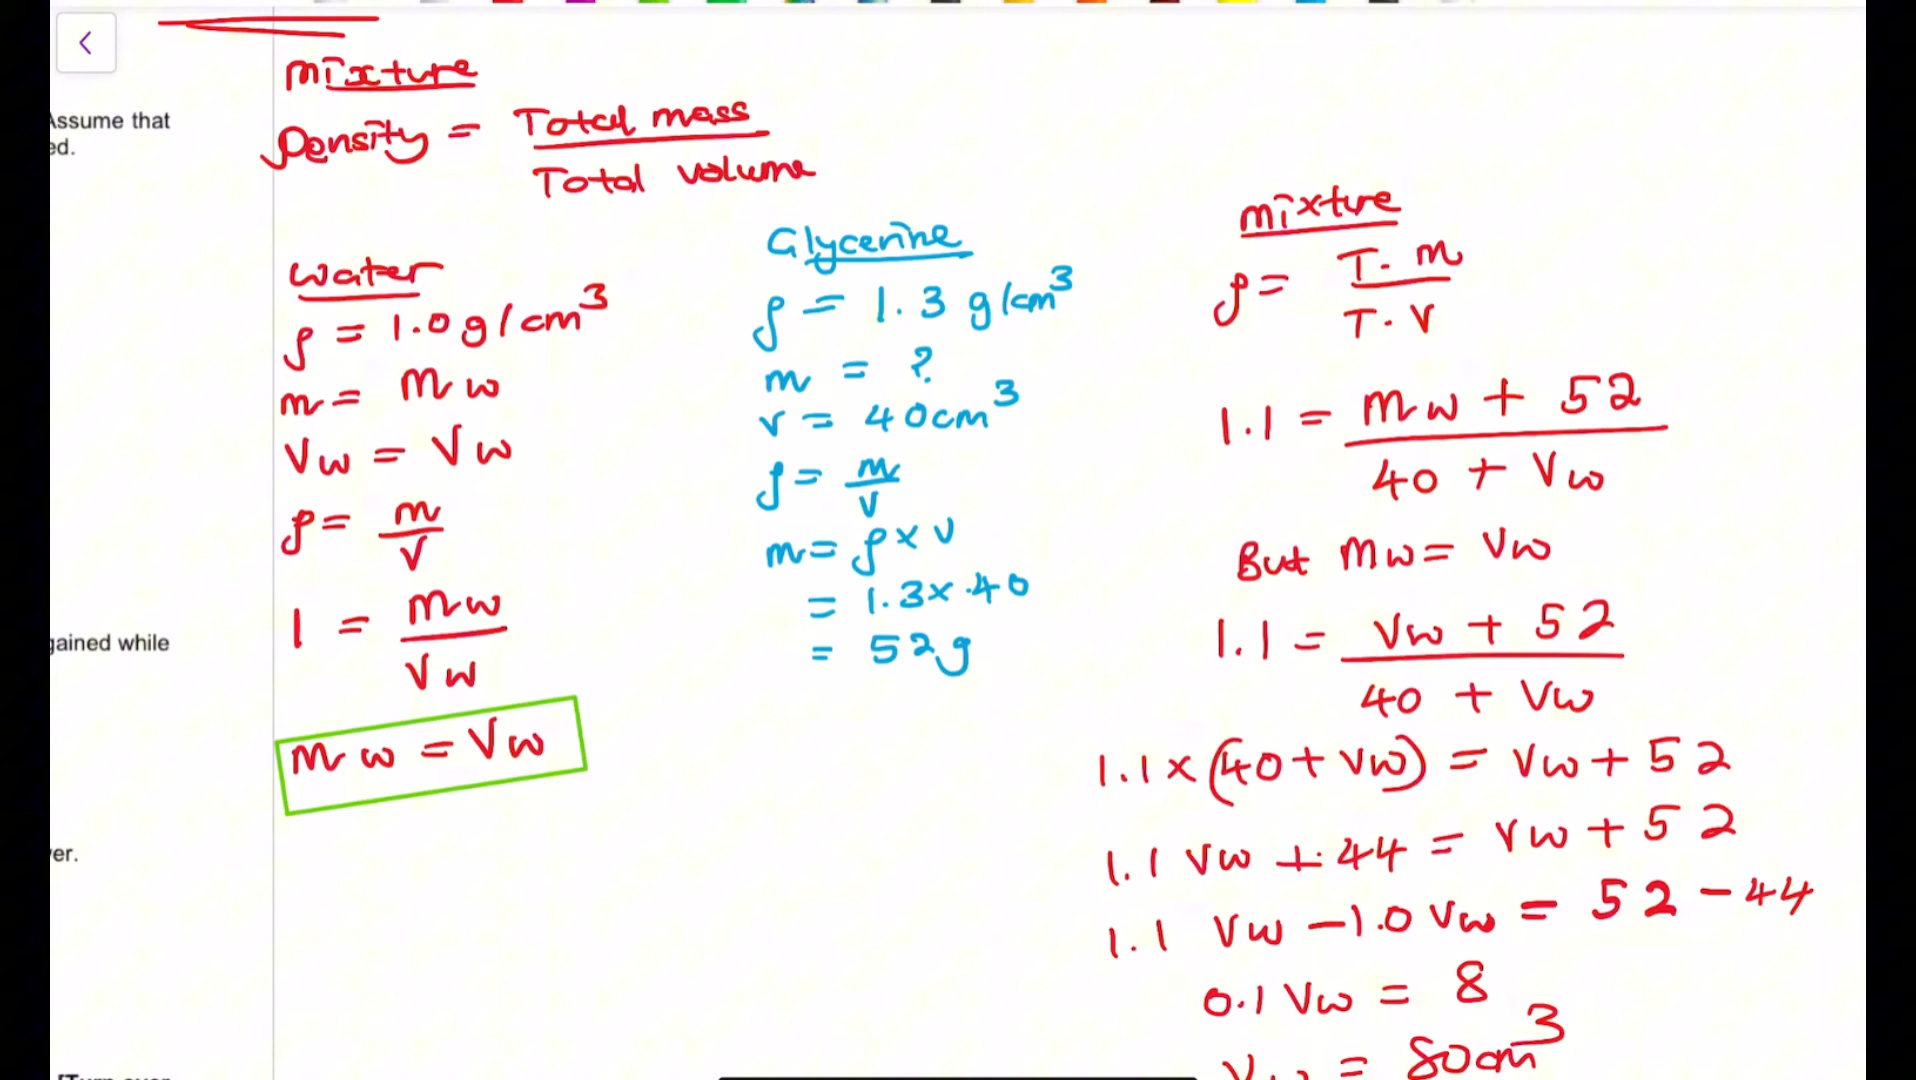 Assume that
ed.
gained while
er.
mixture
Density = Total mass
Total volume
water
ρ = 1.0 g/cm³
m = mw
Vw = Vw
ρ = m
V
1 = mw
Vw
mw = Vw
Glycerine
ρ = 1.3 g/cm³
m = ?
v = 40cm³
ρ = m
V
m = ρ x v
= 1.3 x 40
= 52g
mixture
ρ = T. m
T. V
1.1 = mw + 52
40 + Vw
But mw = Vw
1.1 = Vw + 52
40 + Vw
1.1 x (40 + Vw) = Vw + 52
1.1 Vw + 44 = Vw + 52
1.1 Vw - 1.0 Vw = 52 - 44
0.1 Vw = 8
Vw = 80cm³